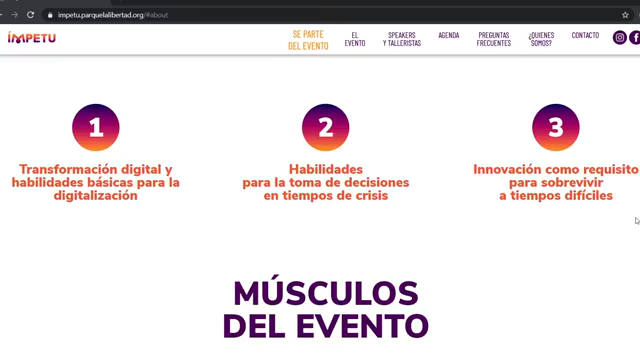 impetu.parquelalibertad.org/#about
ÍMPETU
SE PARTE
DEL EVENTO
EL
EVENTO
SPEAKERS
Y TALLERISTAS
AGENDA
PREGUNTAS
FRECUENTES
¿QUIENES
SOMOS?
CONTACTO
1
Transformación digital y
habilidades básicas para la
digitalización
2
Habilidades
para la toma de decisiones
en tiempos de crisis
3
Innovación como requisito
para sobrevivir
a tiempos difíciles
MÚSCULOS
DEL EVENTO